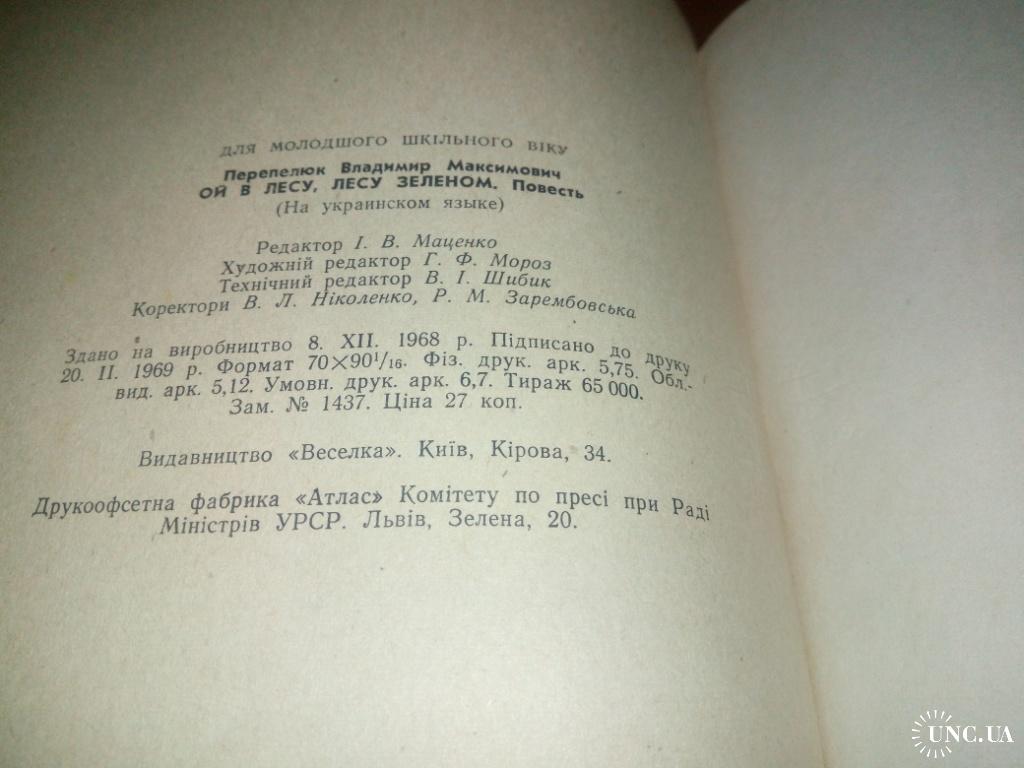 ДЛЯ МОЛОДШОГО ШКІЛЬНОГО ВІКУ
Перепелюк Владимир Максимович
ОЙ В ЛЕСУ, ЛЕСУ ЗЕЛЕНОМ. Повесть
(На украинском языке)
Редактор І. В. Маценко
Художній редактор Г. Ф. Мороз
Технічний редактор В. І. Шибик
Коректори В. Л. Ніколенко, Р. М. Зарембовська
Здано на виробництво 8. XII. 1968 р. Підписано до друку
20. II. 1969 р. Формат 70×90¹/₁₆. Фіз. друк. арк. 5,75. Обл.-
вид. арк. 5,12. Умовн. друк. арк. 6,7. Тираж 65 000.
Зам. № 1437. Ціна 27 коп.
Видавництво «Веселка». Київ, Кірова, 34.
Друкоофсетна фабрика «Атлас» Комітету по пресі при Раді
Міністрів УРСР. Львів, Зелена, 20.
UNC.UA